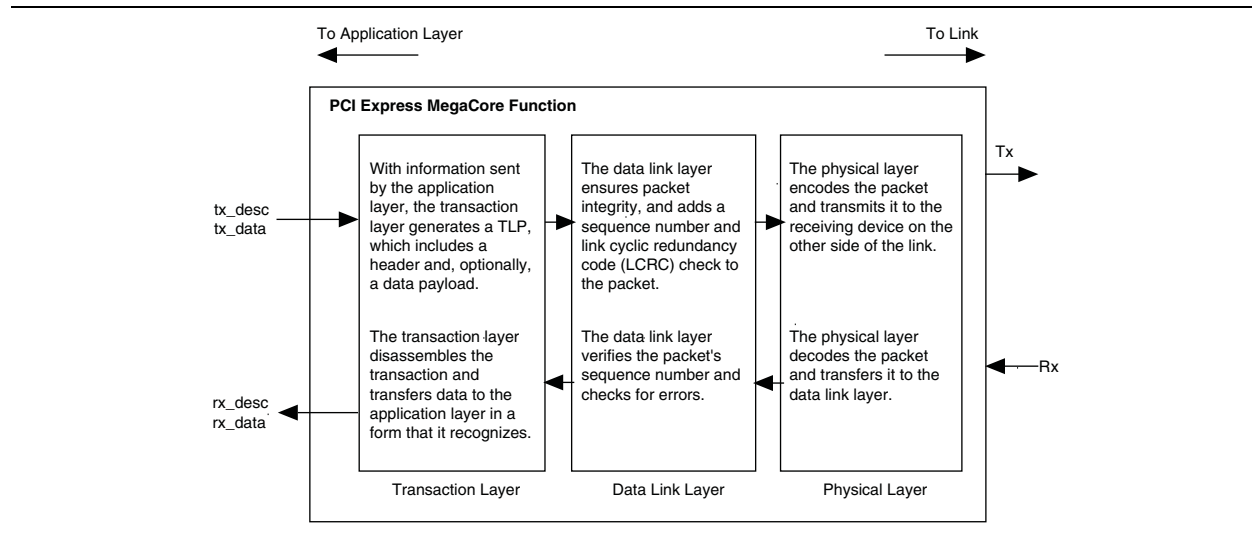 To Application Layer
To Link
PCI Express MegaCore Function
With information sent
by the application
layer, the transaction
layer generates a TLP,
which includes a
header and, optionally,
a data payload.
The data link layer
ensures packet
integrity, and adds a
sequence number and
link cyclic redundancy
code (LCRC) check to
the packet.
The physical layer
encodes the packet
and transmits it to the
receiving device on the
other side of the link.
Tx
tx_desc
tx_data
The transaction layer
disassembles the
transaction and
transfers data to the
application layer in a
form that it recognizes.
The data link layer
verifies the packet's
sequence number and
checks for errors.
The physical layer
decodes the packet
and transfers it to the
data link layer.
Rx
rx_desc
rx_data
Transaction Layer
Data Link Layer
Physical Layer